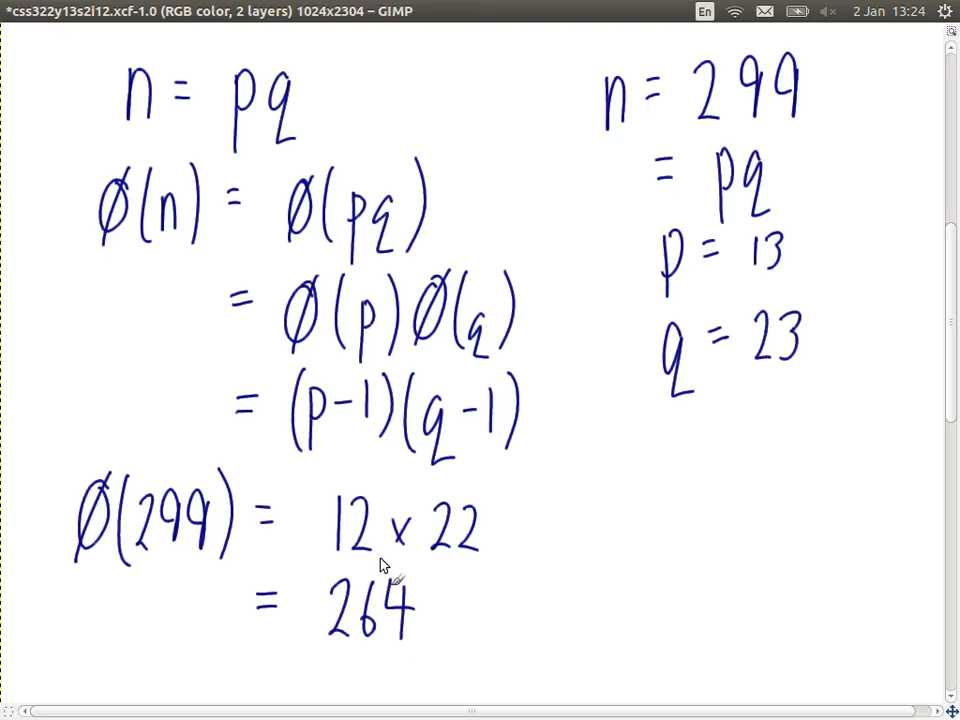 *css322y13s2i12.xcf-1.0 (RGB color, 2 layers) 1024x2304 – GIMP
En
2 Jan 13:24
n = pq
Ø(n) = Ø(pq)
= Ø(p)Ø(q)
= (p-1)(q-1)
Ø(299) = 12 x 22
= 264
n = 299
= pq
p = 13
q = 23